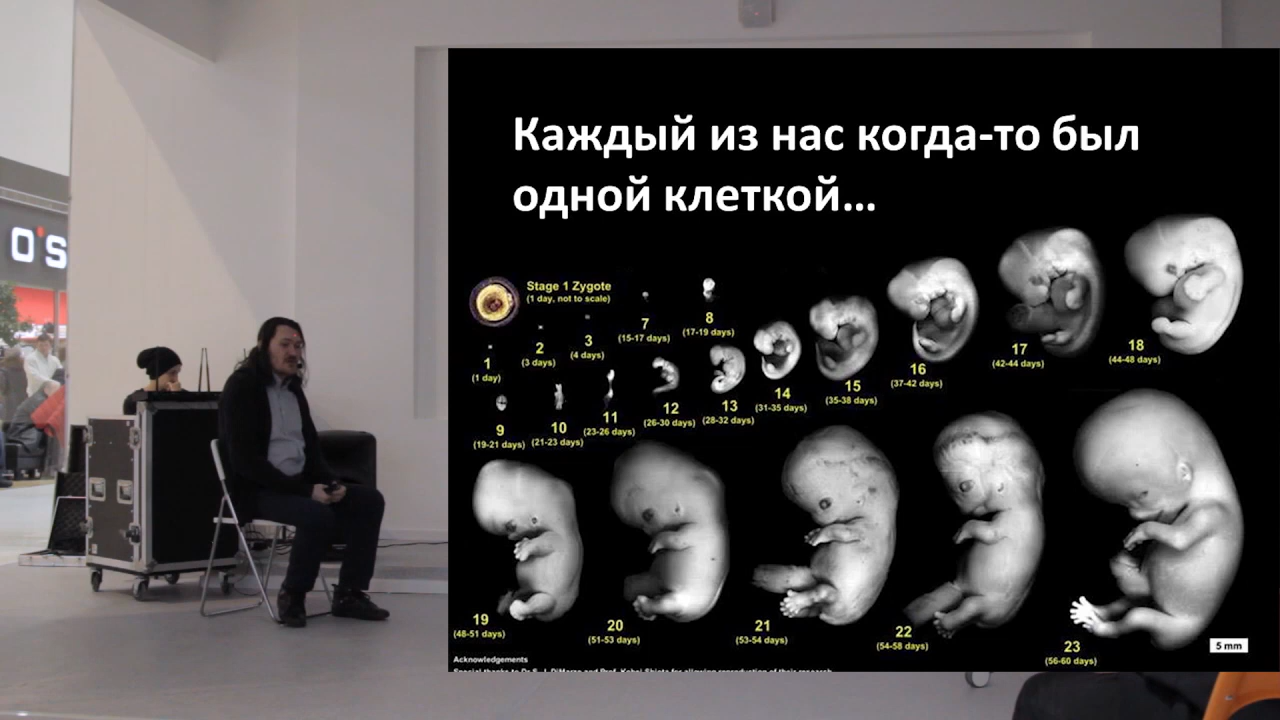 O'S
Каждый из нас когда-то был
одной клеткой...
Stage 1 Zygote
(1 day, not to scale)
1
(1 day)
2
(3 days)
3
(4 days)
7
(15-17 days)
8
(17-19 days)
9
(19-21 days)
10
(21-23 days)
11
(23-26 days)
12
(26-30 days)
13
(28-32 days)
14
(31-35 days)
15
(35-38 days)
16
(37-42 days)
17
(42-44 days)
18
(44-48 days)
19
(48-51 days)
20
(51-53 days)
21
(53-54 days)
22
(54-58 days)
23
(56-60 days)
5 mm
Acknowledgements